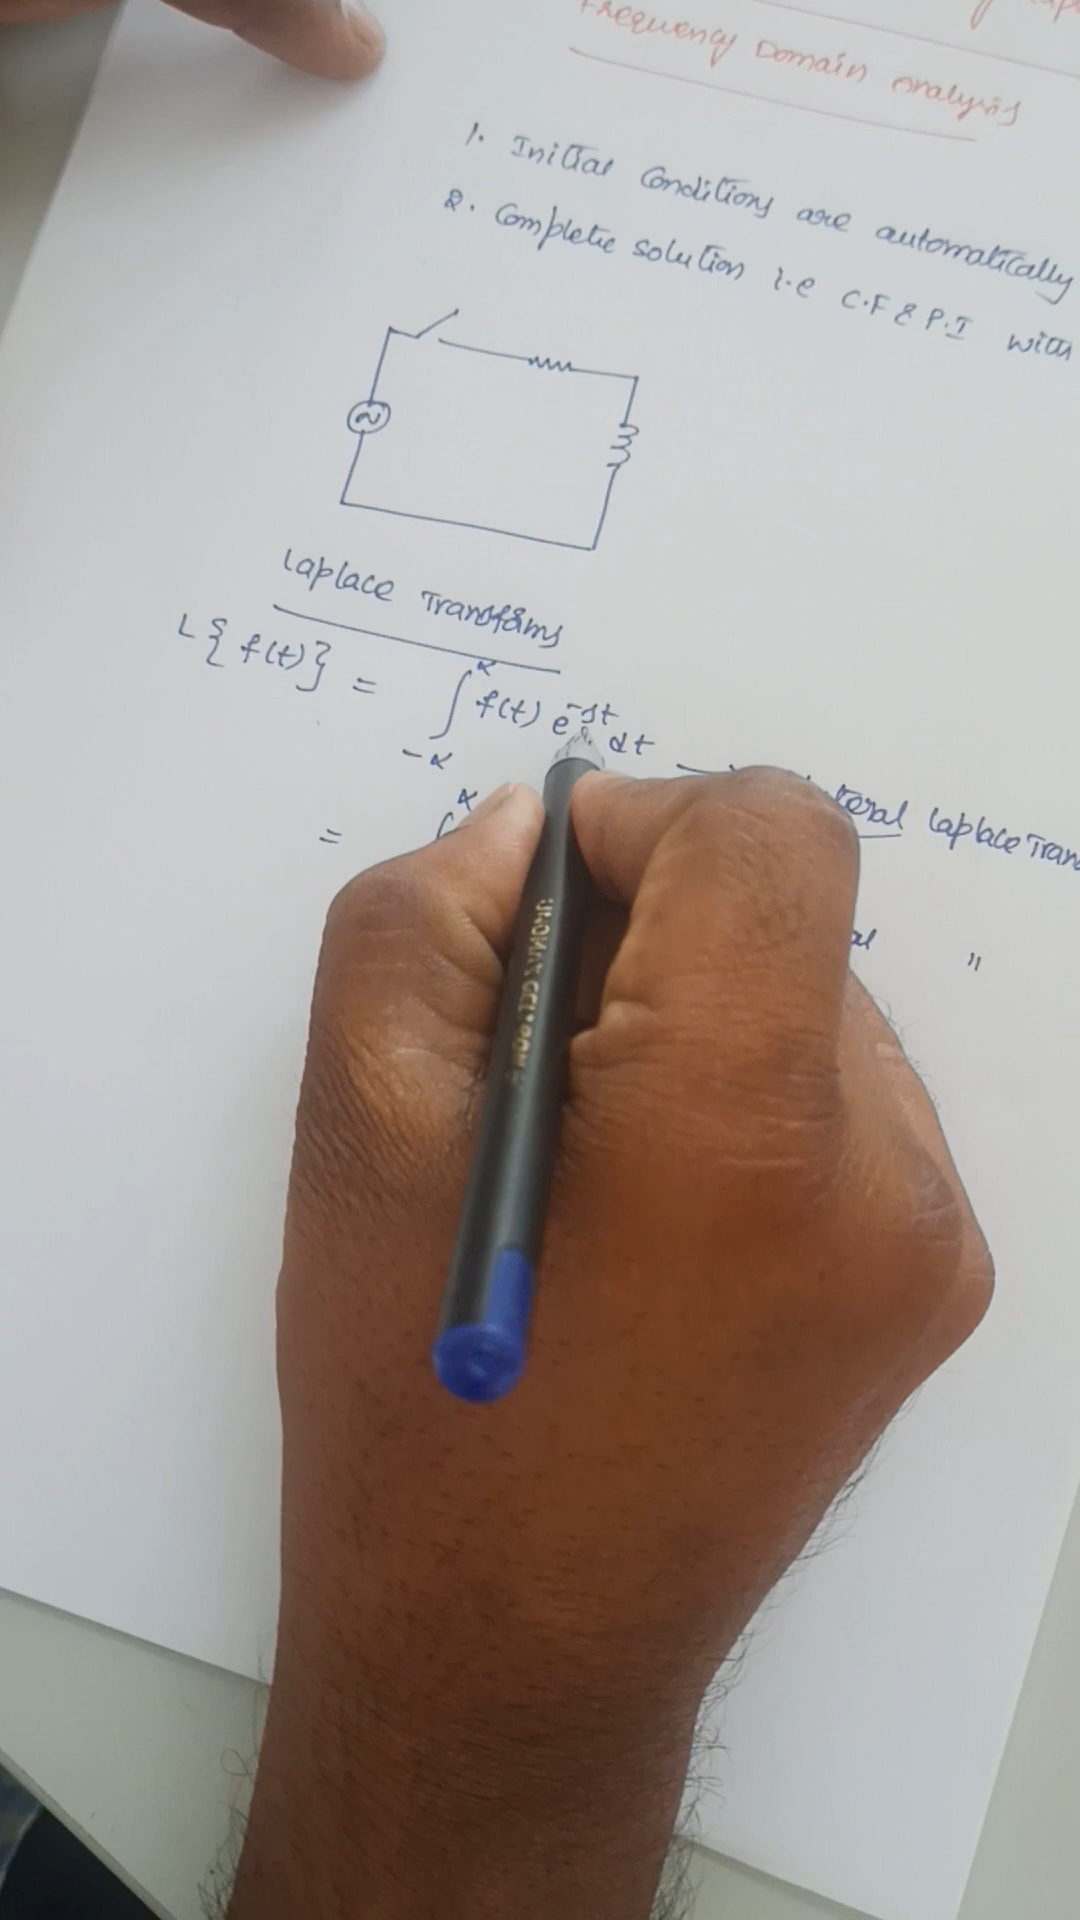 Frequency Domain Analysis
1. Initial Conditions are automatically
2. Complete solution i.e C.F & P.I with
Laplace Transforms
L{f(t)} = ∫ -∝ ∝ f(t) e^-st dt → Laplace Tran
= ∫ ∝ "